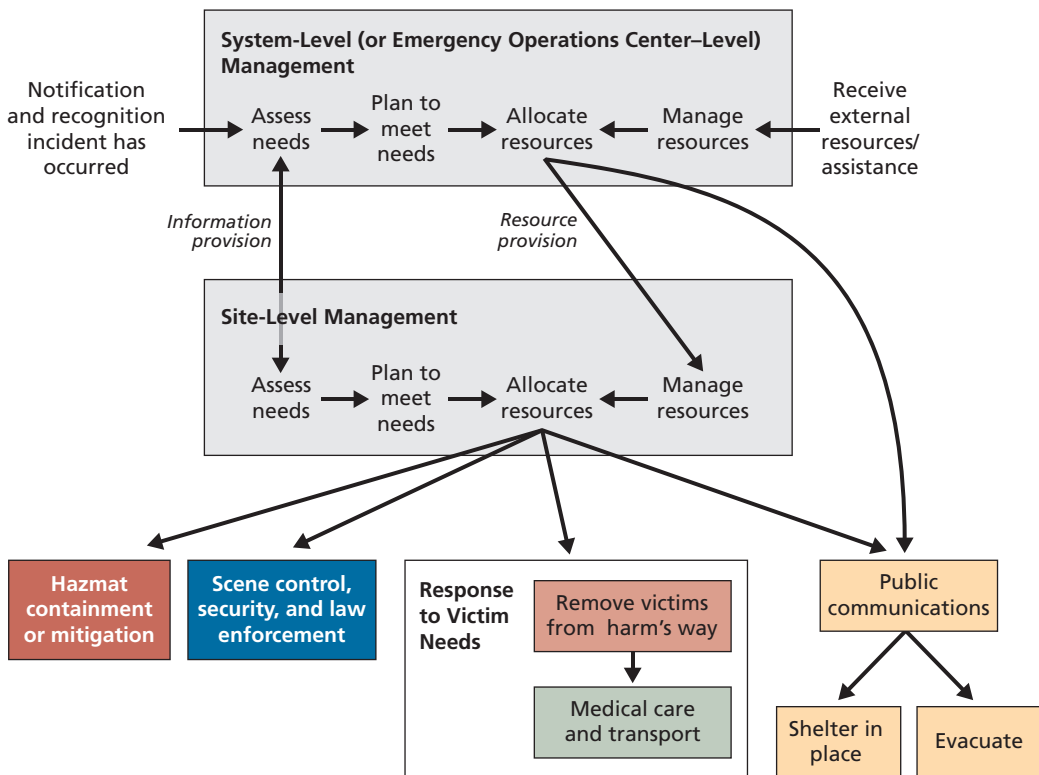 System-Level (or Emergency Operations Center–Level)
Management
Notification
and recognition
incident has
occurred
Assess
needs
Plan to
meet
needs
Allocate
resources
Manage
resources
Receive
external
resources/
assistance
Information
provision
Resource
provision
Site-Level Management
Assess
needs
Plan to
meet
needs
Allocate
resources
Manage
resources
Hazmat
containment
or mitigation
Scene control,
security, and law
enforcement
Response
to Victim
Needs
Remove victims
from harm's way
Medical care
and transport
Public
communications
Shelter in
place
Evacuate